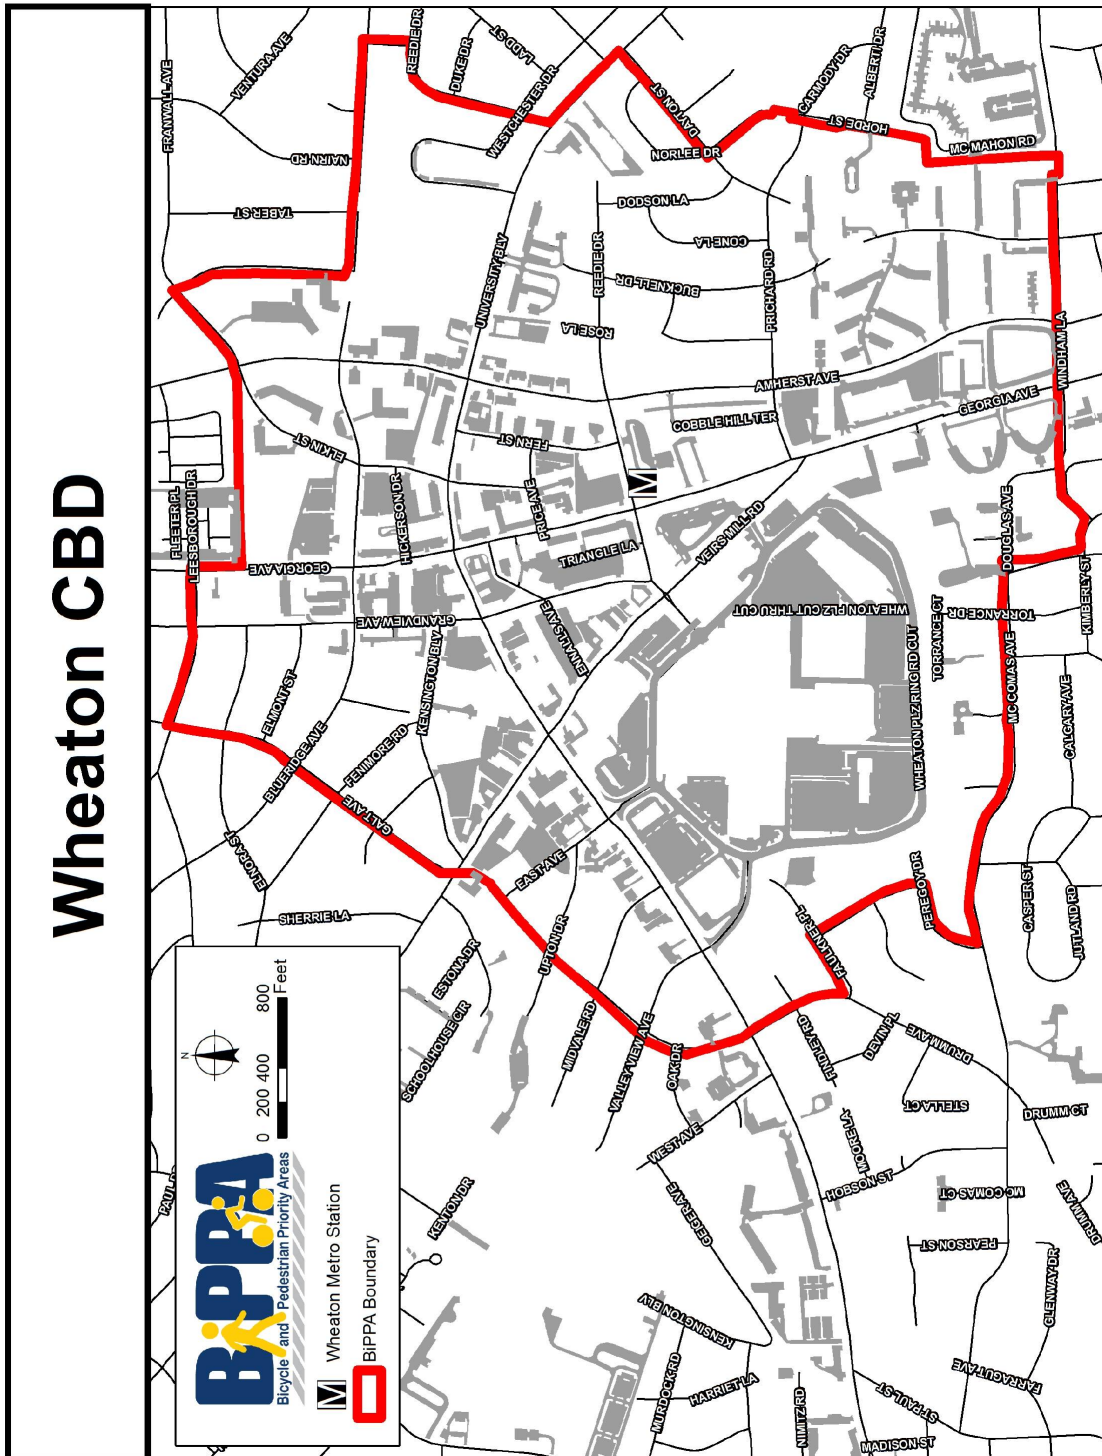 Wheaton CBD
BiPPA
Bicycle and Pedestrian Priority Areas
N
0 200 400 800
Feet
Wheaton Metro Station
BiPPA Boundary
M
M
FRANWALL AVE
VENTURA AVE
NAIRN RD
TABER ST
REEDIE DR
DUKE DR
LADD ST
WESTCHESTER DR
DAYTON ST
NORLEE DR
CARMODY DR
ALBERTI DR
HORDE ST
MC MAHON RD
DODSON LA
CONE LA
REEDIE DR
BUCKNELL DR
ROSE LA
PRICHARD RD
UNIVERSITY BLV
AMHERST AVE
COBBLE HILL TER
GEORGIA AVE
WINDHAM LA
FLEETER PL
LEESBOROUGH DR
ELKIN ST
FERN ST
HICKERSON DR
PRICE AVE
TRIANGLE LA
GEORGIA AVE
GRANDVIEW AVE
ENNALLS AVE
VEIRS MILL RD
WHEATON PLZ CUT THRU CUT
WHEATON PLZ RING RD CUT
TORRANCE CT
TORRANCE DR
DOUGLAS AVE
KIMBERLY ST
MC COMAS AVE
CALGARY AVE
ELMONT ST
BLUERIDGE AVE
KENSINGTON BLV
FENIMORE RD
GALT AVE
ELNORA ST
SHERRIE LA
EAST AVE
UPTON DR
ESTONA DR
SCHOOLHOUSE CIR
MIDVALE RD
VALLEY VIEW AVE
OAK DR
FAULKNER PL
PEREGOY DR
CASPER ST
JUTLAND RD
FINDLEY RD
DEVIN PL
DRUMM AVE
STELLA CT
DRUMM CT
WEST AVE
MOORE LA
HOBSON ST
MC COMAS CT
DRUMM AVE
GEIGER AVE
PEARSON ST
GLENWAY DR
KENTON DR
KENSINGTON BLV
MURDOCK RD
HARRIET LA
NIMITZ RD
ST PAUL ST
FARRAGUT AVE
MADISON ST